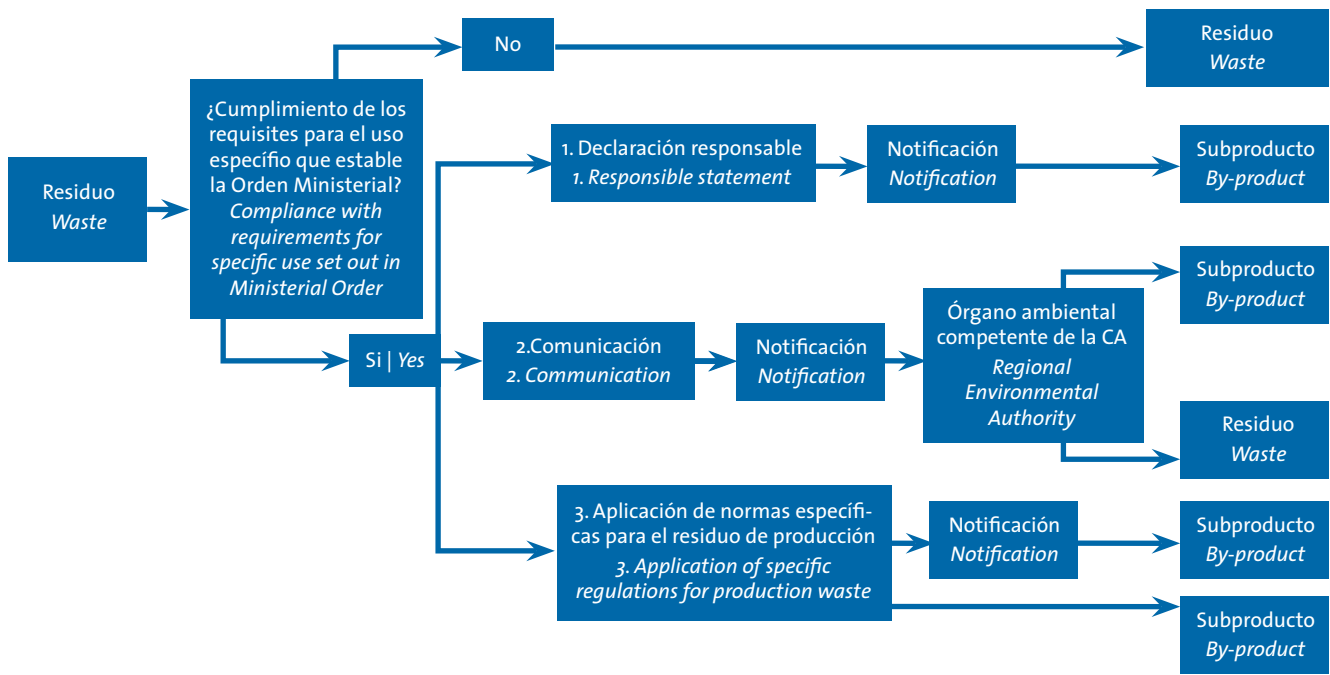 No
Residuo
Waste
Residuo
Waste
¿Cumplimiento de los
requisites para el uso
específio que estable
la Orden Ministerial?
Compliance with
requirements for
specific use set out in
Ministerial Order
Si | Yes
1. Declaración responsable
1. Responsible statement
Notificación
Notification
Subproducto
By-product
2.Comunicación
2. Communication
Notificación
Notification
Órgano ambiental
competente de la CA
Regional
Environmental
Authority
Subproducto
By-product
Residuo
Waste
3. Aplicación de normas específi-
cas para el residuo de producción
3. Application of specific
regulations for production waste
Notificación
Notification
Subproducto
By-product
Subproducto
By-product